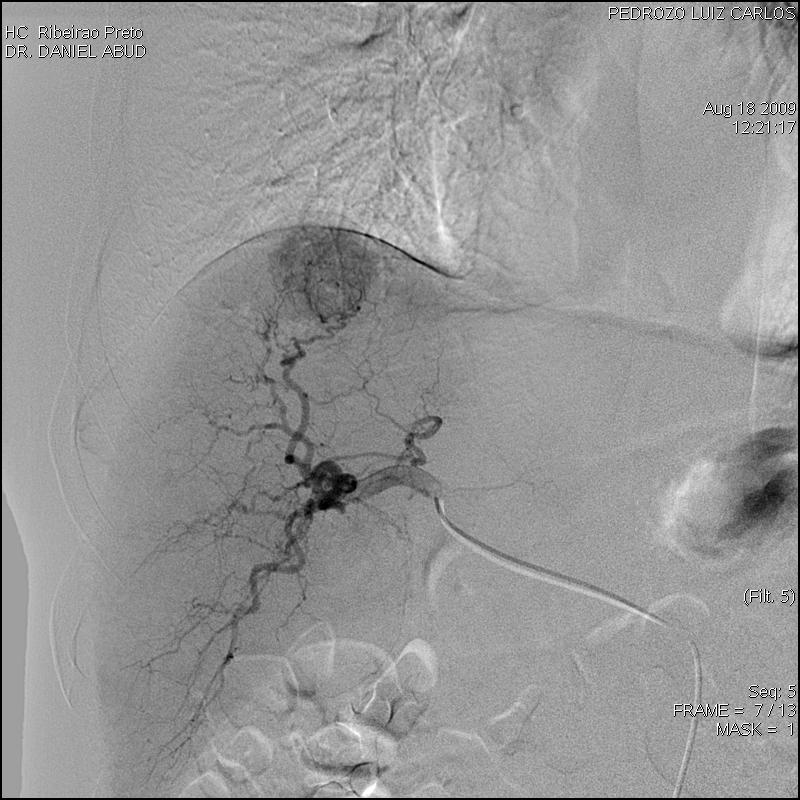 HC Ribeirao Preto
DR. DANIEL ABUD
PEDROZO LUIZ CARLOS
Aug 18 2009
12:21:17
(Filt. 5)
Seq: 5
FRAME = 7 / 13
MASK = 1